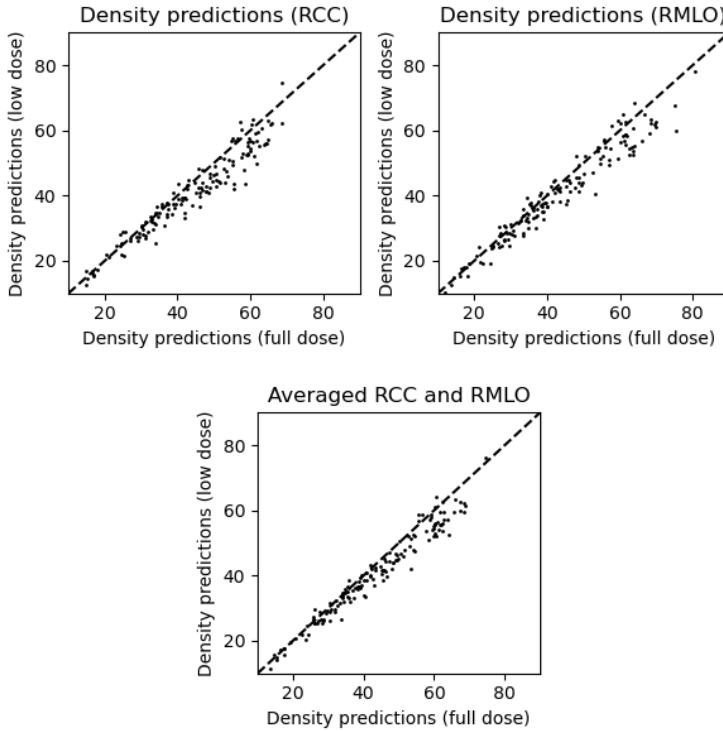 Density predictions (RCC)
Density predictions (low dose)
80
60
40
20
20 40 60 80
Density predictions (full dose)
Density predictions (RMLO)
Density predictions (low dose)
80
60
40
20
20 40 60 80
Density predictions (full dose)
Averaged RCC and RMLO
Density predictions (low dose)
80
60
40
20
20 40 60 80
Density predictions (full dose)